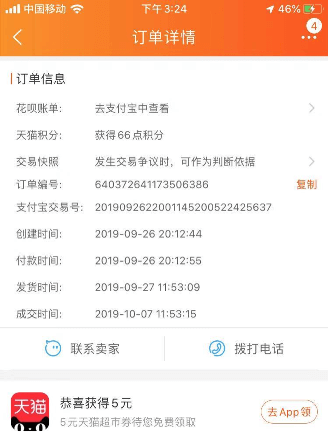 中国移动 下午3:24 46%
订单详情
4
订单信息
花呗账单: 去支付宝中查看
天猫积分: 获得66点积分
交易快照 发生交易争议时，可作为判断依据
订单编号: 640372641173506386 复制
支付宝交易号: 2019092622001145200522425637
创建时间: 2019-09-26 20:12:44
付款时间: 2019-09-26 20:12:55
发货时间: 2019-09-27 11:53:09
成交时间: 2019-10-07 11:53:15
联系卖家 拨打电话
天猫 恭喜获得5元 去App领
5元天猫超市券待您免费领取